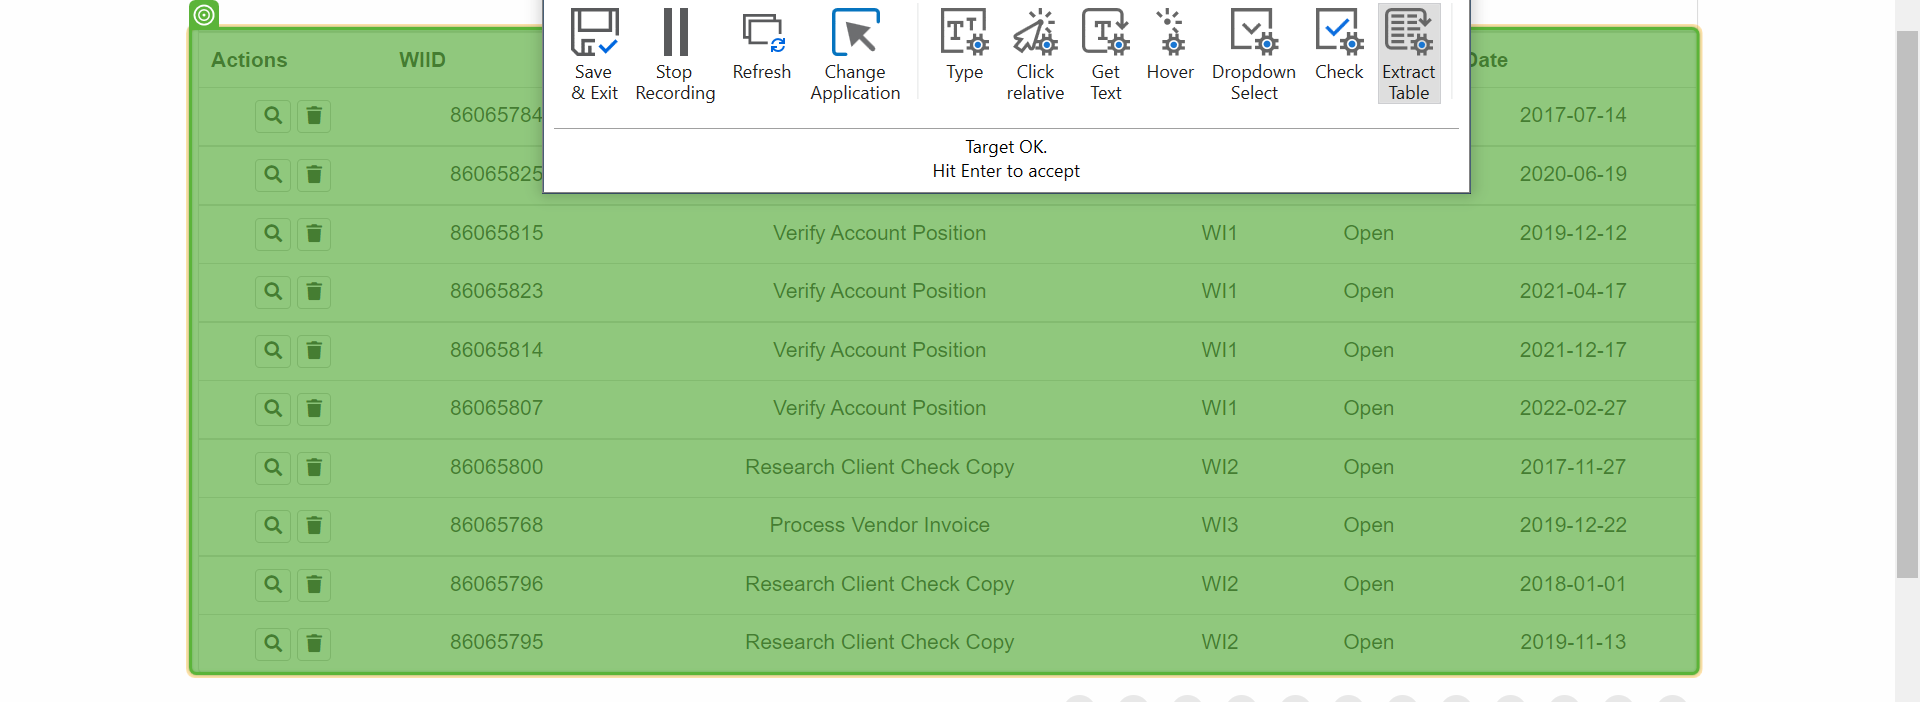 Save & Exit
Stop Recording
Refresh
Change Application
Type
Click relative
Get Text
Hover
Dropdown Select
Check
Extract Table
Target OK.
Hit Enter to accept
Actions WIID Date
86065784 2017-07-14
86065825 2020-06-19
86065815 Verify Account Position WI1 Open 2019-12-12
86065823 Verify Account Position WI1 Open 2021-04-17
86065814 Verify Account Position WI1 Open 2021-12-17
86065807 Verify Account Position WI1 Open 2022-02-27
86065800 Research Client Check Copy WI2 Open 2017-11-27
86065768 Process Vendor Invoice WI3 Open 2019-12-22
86065796 Research Client Check Copy WI2 Open 2018-01-01
86065795 Research Client Check Copy WI2 Open 2019-11-13